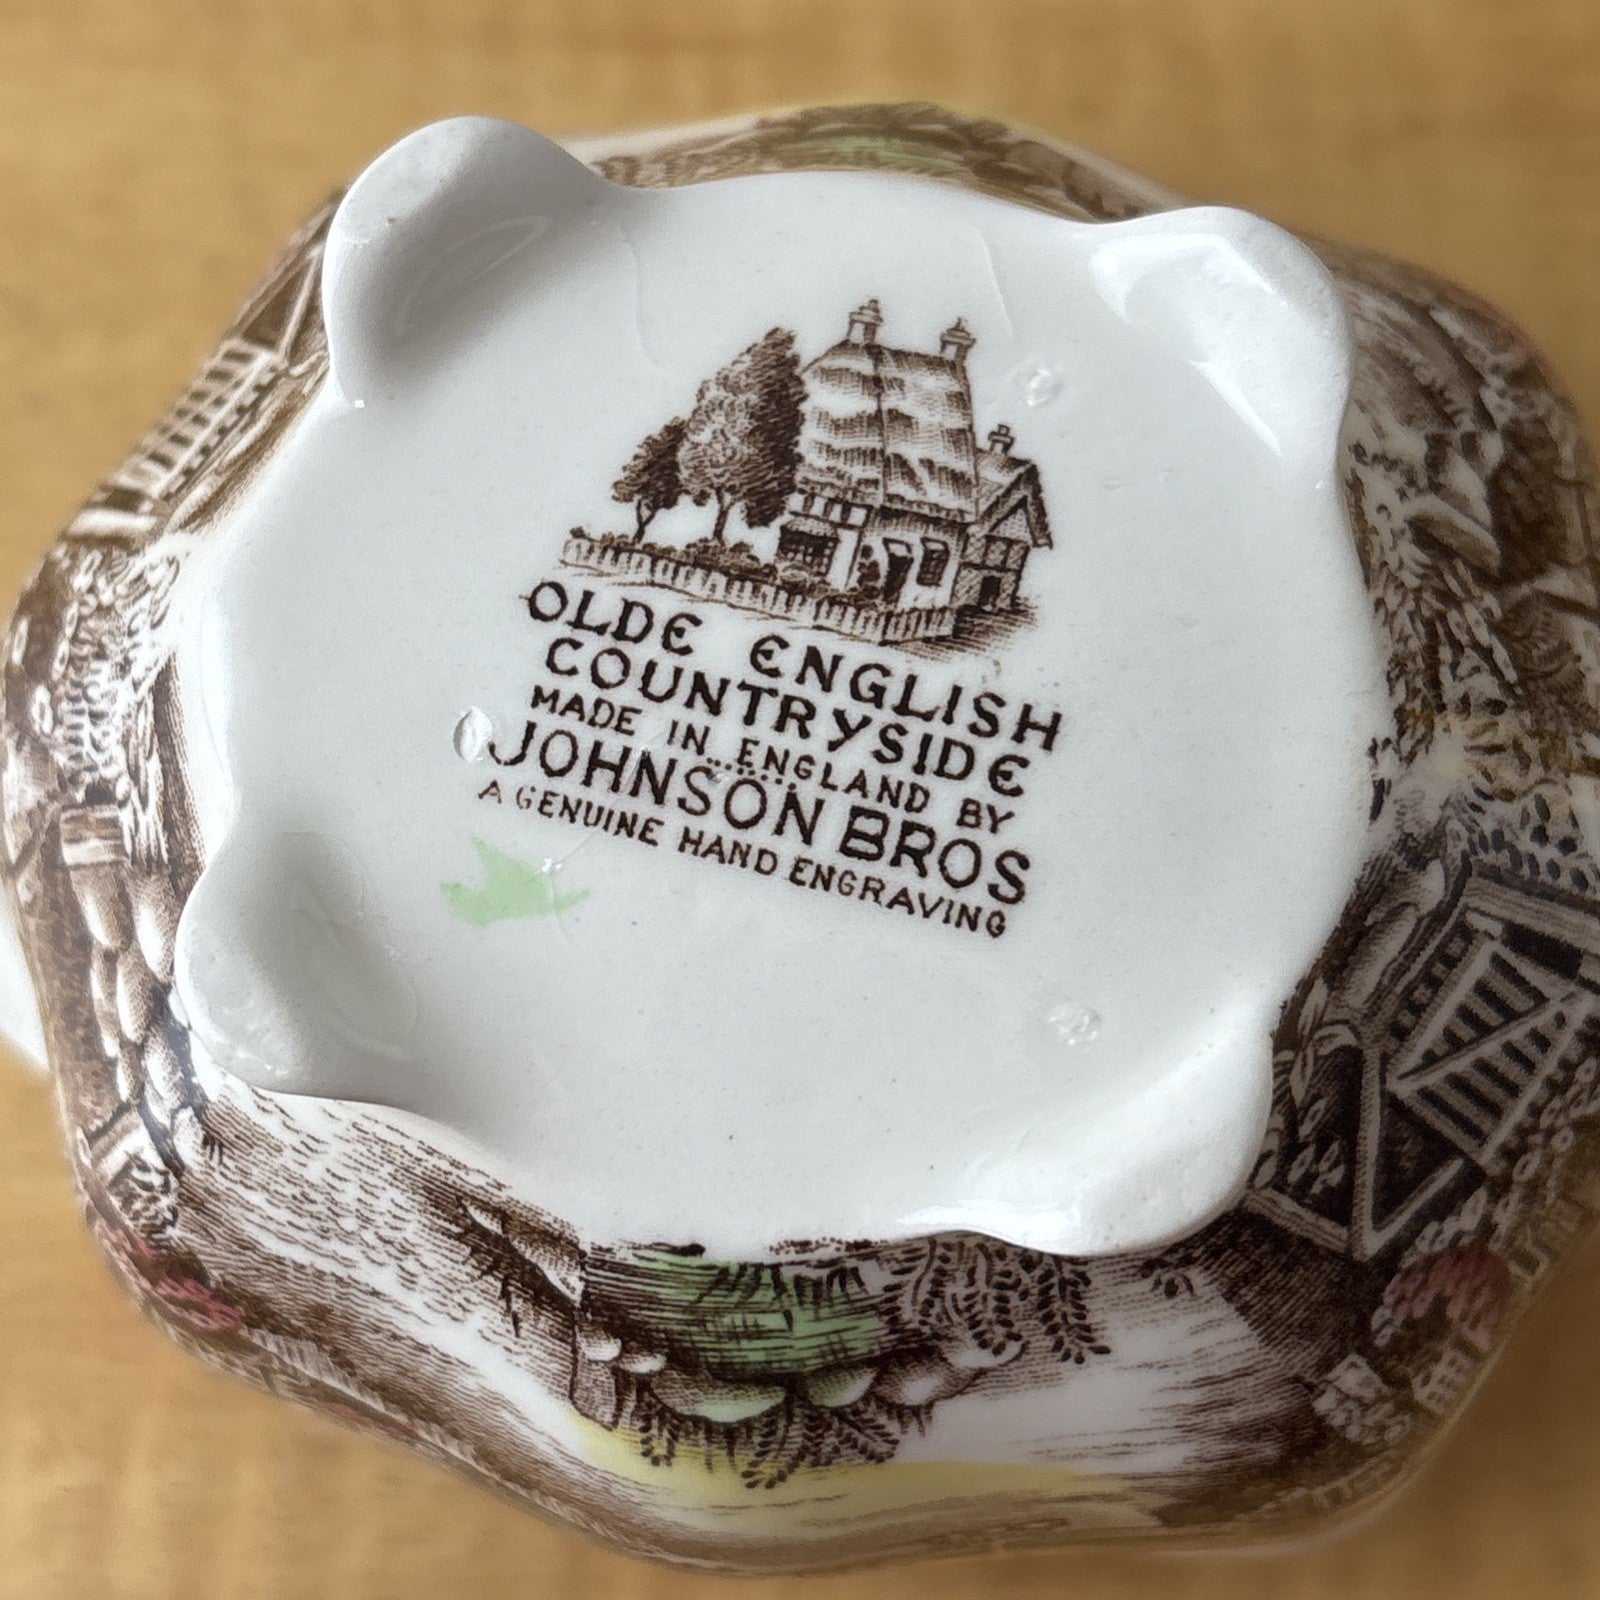 OLDE ENGLISH
COUNTRYSIDE
MADE IN ENGLAND BY
JOHNSON BROS
A GENUINE HAND ENGRAVING